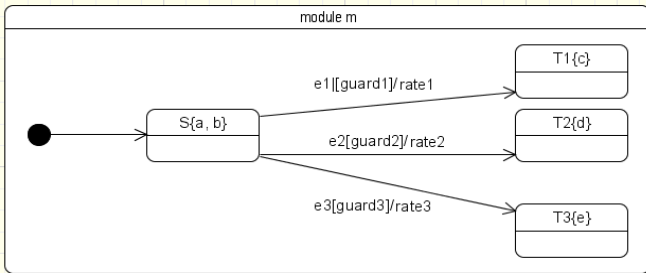 module m
T1{c}
e1|[guard1]/rate1
S{a, b}
T2{d}
e2[guard2]/rate2
e3[guard3]/rate3
T3{e}